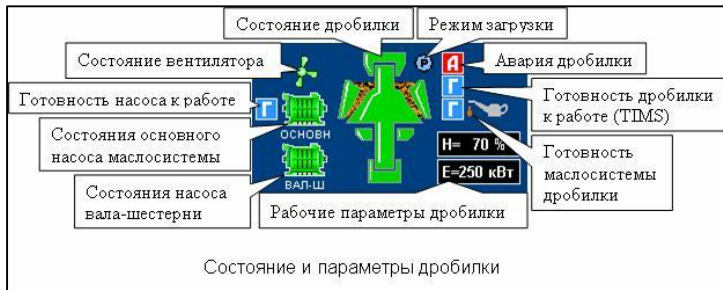 Состояние дробилки
Режим загрузки
Состояние вентилятора
Авария дробилки
Готовность насоса к работе
Готовность дробилки
к работе (TIMS)
Состояния основного
насоса маслосистемы
Готовность
маслосистемы
дробилки
Состояния насоса
вала-шестерни
Рабочие параметры дробилки
Р
А
Г
Г
Г
ОСНОВН
ВАЛ-Ш
H= 70 %
E=250 кВт
Состояние и параметры дробилки